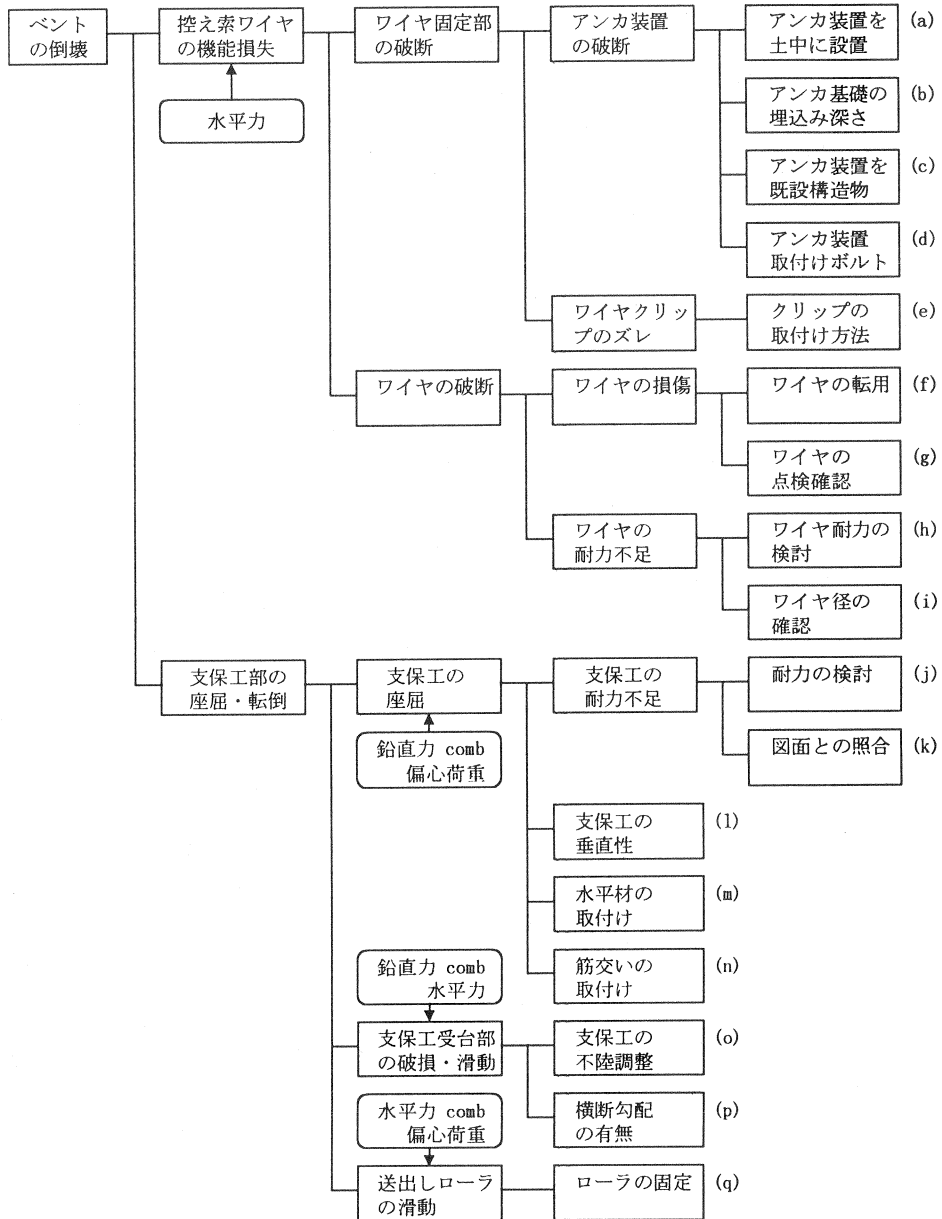 ベント
の倒壊
控え索ワイヤ
の機能損失
水平力
ワイヤ固定部
の破断
アンカ装置
の破断
アンカ装置を
土中に設置
(a)
アンカ基礎の
埋込み深さ
(b)
アンカ装置を
既設構造物
(c)
アンカ装置
取付けボルト
(d)
ワイヤクリッ
プのズレ
クリップの
取付け方法
(e)
ワイヤの破断
ワイヤの損傷
ワイヤの転用
(f)
ワイヤの
点検確認
(g)
ワイヤの
耐力不足
ワイヤ耐力の
検討
(h)
ワイヤ径の
確認
(i)
支保工部の
座屈・転倒
支保工の
座屈
鉛直力 comb
偏心荷重
支保工の
耐力不足
耐力の検討
(j)
図面との照合
(k)
支保工の
垂直性
(l)
水平材の
取付け
(m)
筋交いの
取付け
(n)
鉛直力 comb
水平力
支保工受台部
の破損・滑動
支保工の
不陸調整
(o)
横断勾配
の有無
(p)
水平力 comb
偏心荷重
送出しローラ
の滑動
ローラの固定
(q)